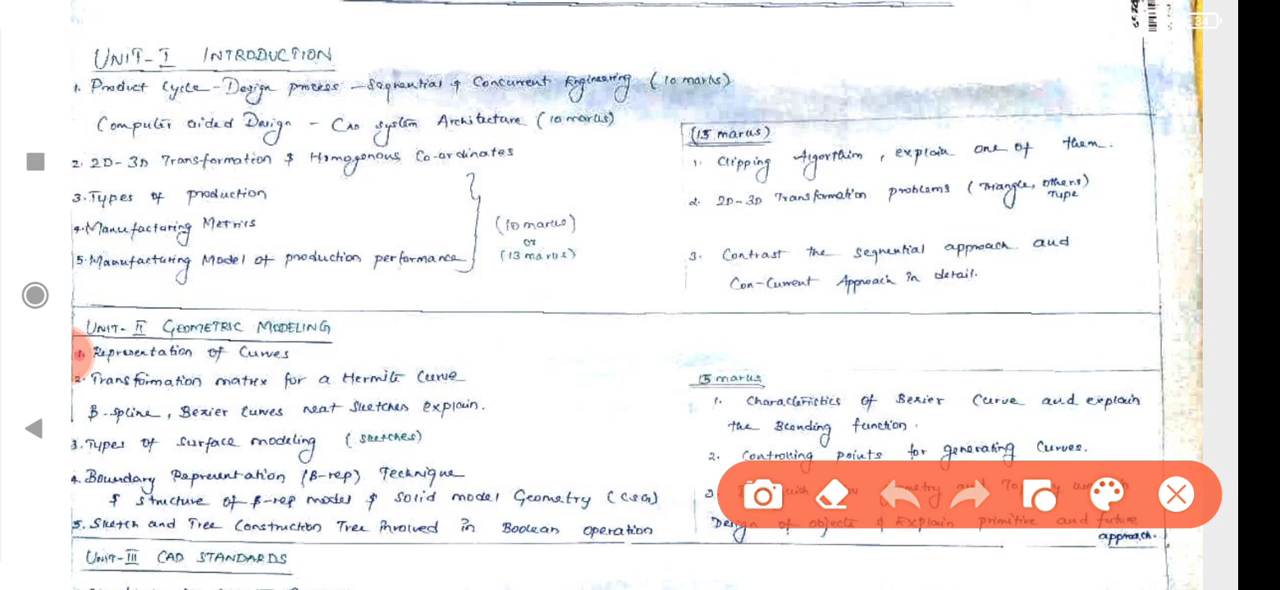 UNIT-I INTRODUCTION
1. Product Cycle-Design process - Sequential & Concurrent Engineering (10 marks)
Computer aided Design - CAD system Architecture (10 marks)
2. 2D-3D Transformation & Homogonous Co-ordinates
3. Types of production
4. Manufacturing Metrics
5. Manufacturing Model of production performance
(10 marks)
or
(13 marks)
(15 marks)
1. Clipping Algorthim, explain one of them.
2. 2D-3D Transformation problems (Triangle, others)
Type
3. Contrast the sequential approach and
Con-Current Approach in detail.
UNIT-II GEOMETRIC MODELING
1. Representation of Curves
2. Transformation matrex for a Hermite Curve
B-spline, Bexier Curves neat Sketches explain.
3. Types of Surface modeling (sketches)
4. Boundary Representation (B-rep) Technique
& Structure of B-rep model & Solid model Geometry (CSG)
5. Sketch and Tree Construction Tree Involved in Boolean operation
15 marks
1. Characteristics of Bexier Curve and explain
the Blending function.
2. Controling points for generating Curves.
3.
Design of objects & Explain primitive and future
approach.
UNIT-III CAD STANDARDS